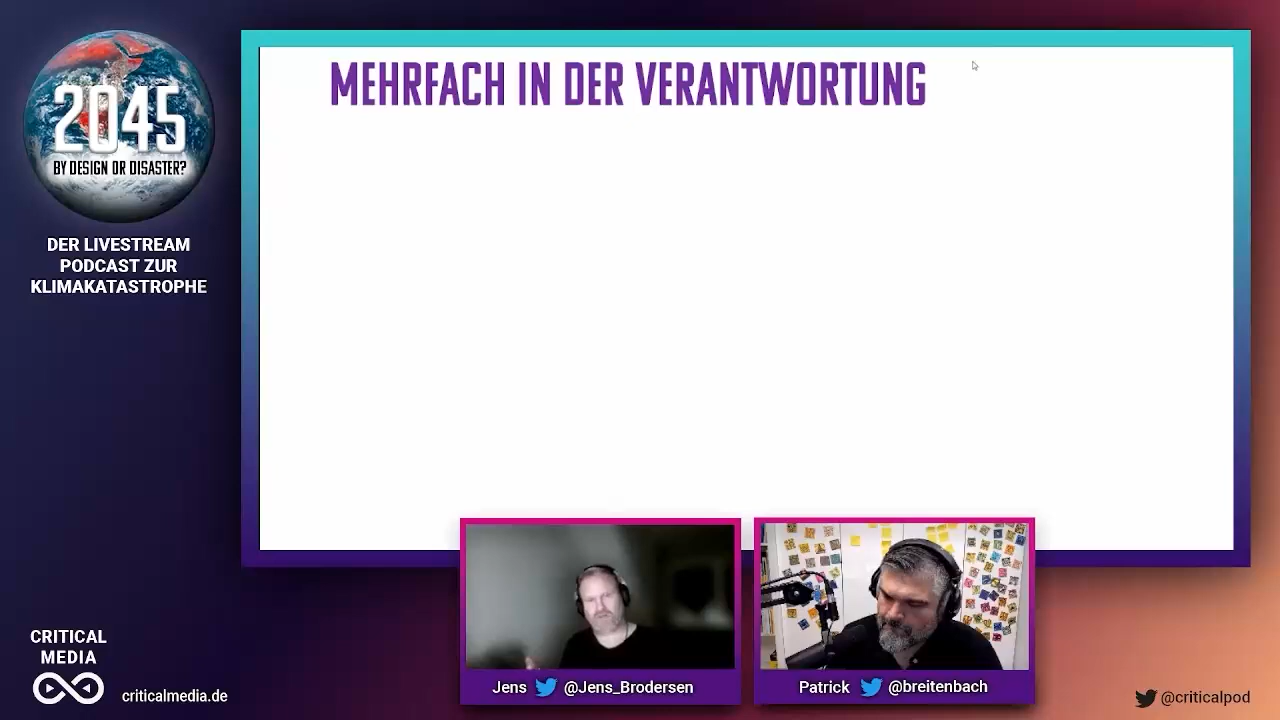 2045
BY DESIGN OR DISASTER?
DER LIVESTREAM
PODCAST ZUR
KLIMAKATASTROPHE
MEHRFACH IN DER VERANTWORTUNG
CRITICAL
MEDIA
criticalmedia.de
Jens @Jens_Brodersen
Patrick @breitenbach
@criticalpod